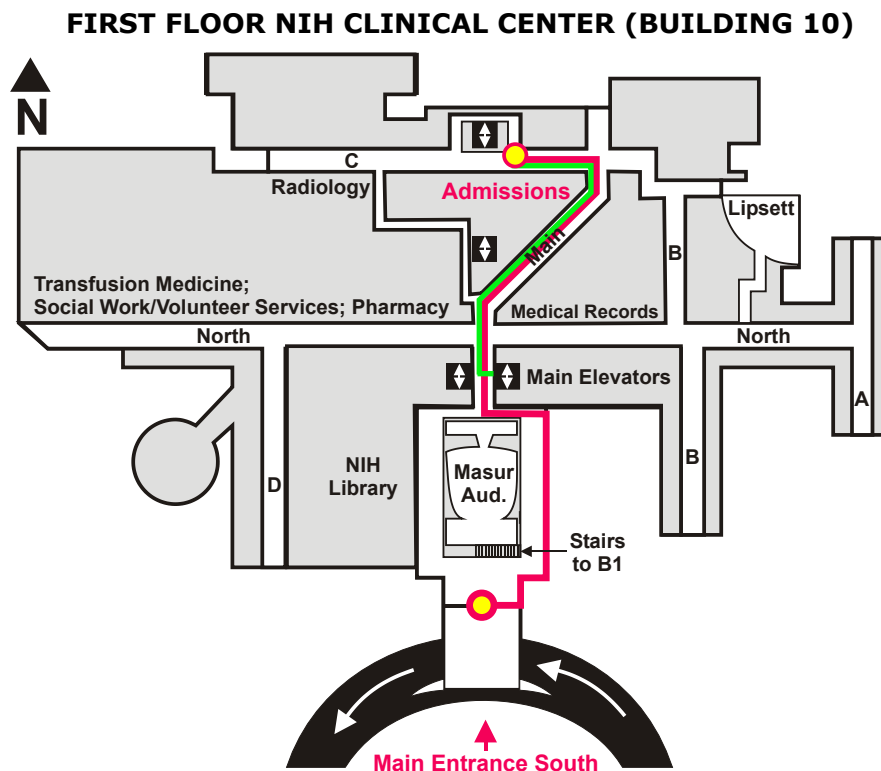 FIRST FLOOR NIH CLINICAL CENTER (BUILDING 10)
N
C
Radiology
Admissions
Lipsett
Main
B
Transfusion Medicine;
Social Work/Volunteer Services; Pharmacy
Medical Records
North
North
Main Elevators
A
NIH
Library
Masur
Aud.
B
D
Stairs
to B1
Main Entrance South